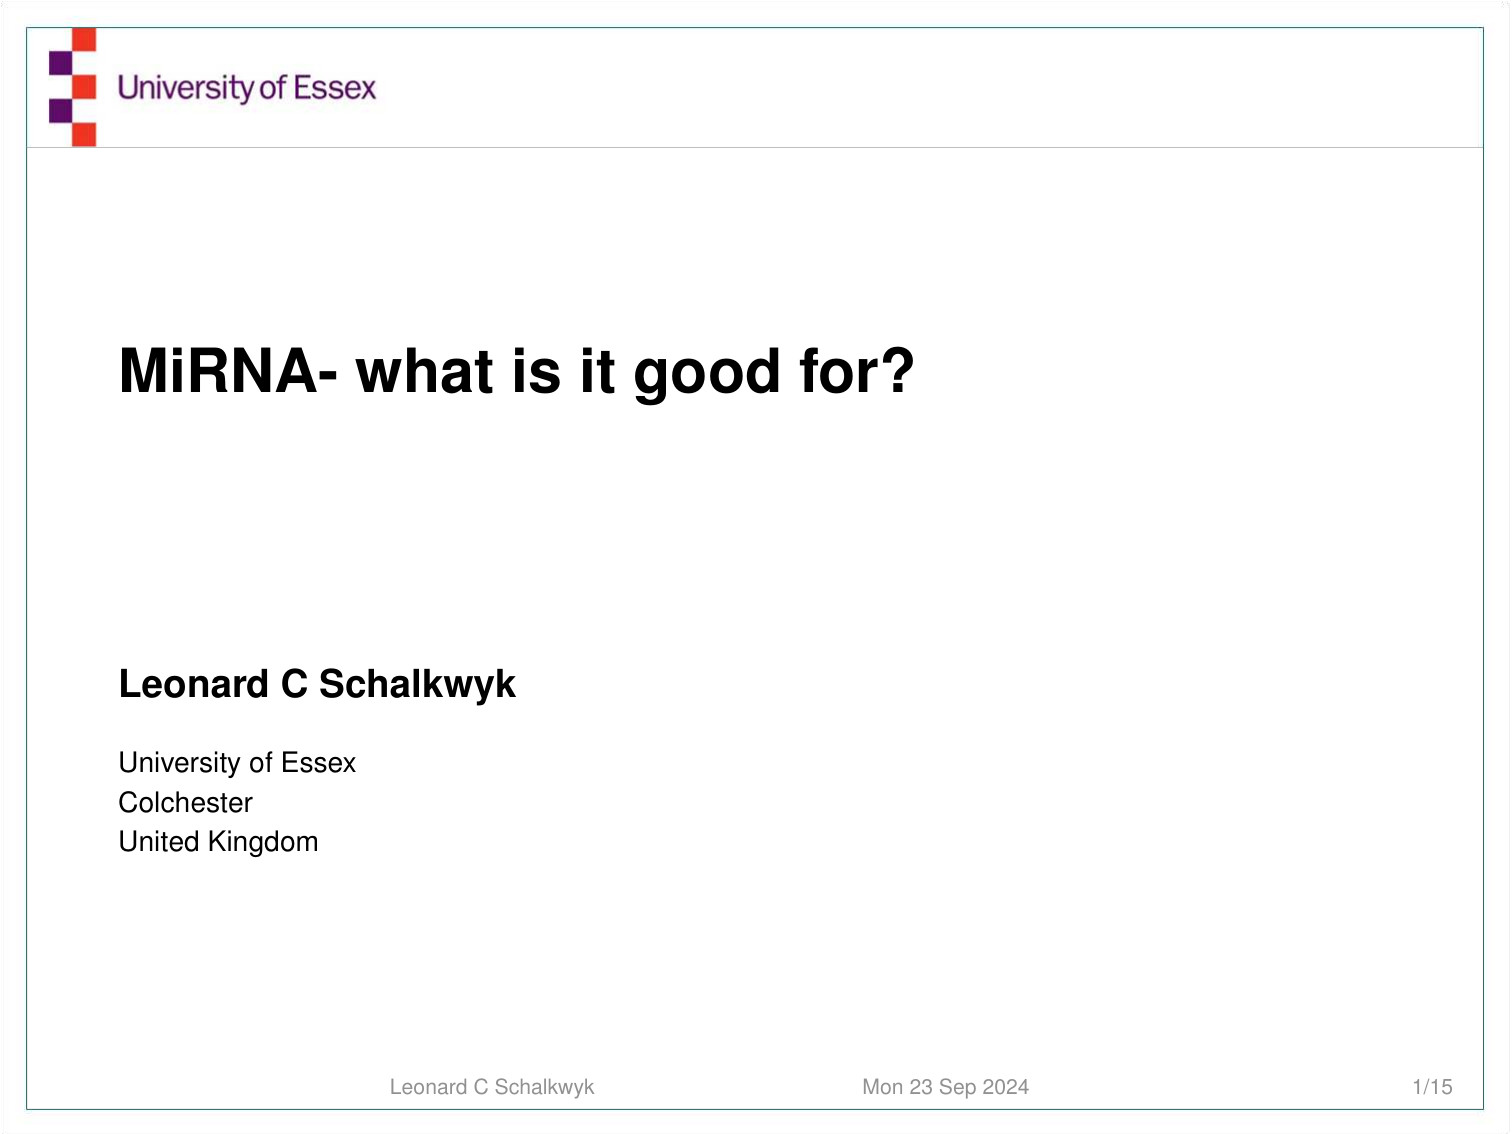 University of Essex
MiRNA- what is it good for?
Leonard C Schalkwyk
University of Essex
Colchester
United Kingdom
Leonard C Schalkwyk
Mon 23 Sep 2024
1/15